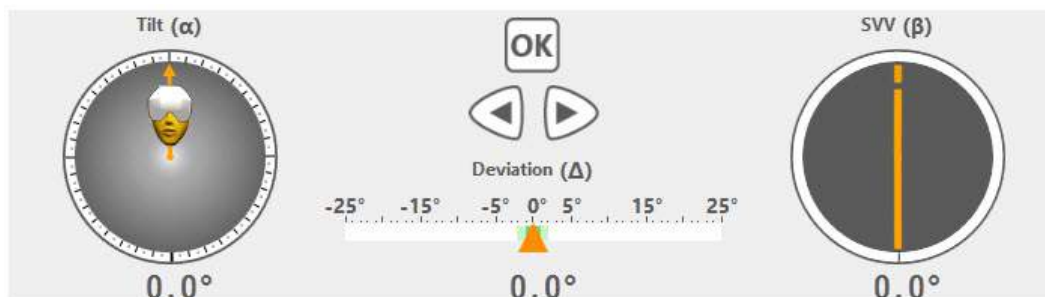 Tilt (α)
OK
SVV (β)
Deviation (Δ)
-25° -15° -5° 0° 5° 15° 25°
0.0° 0.0° 0.0°